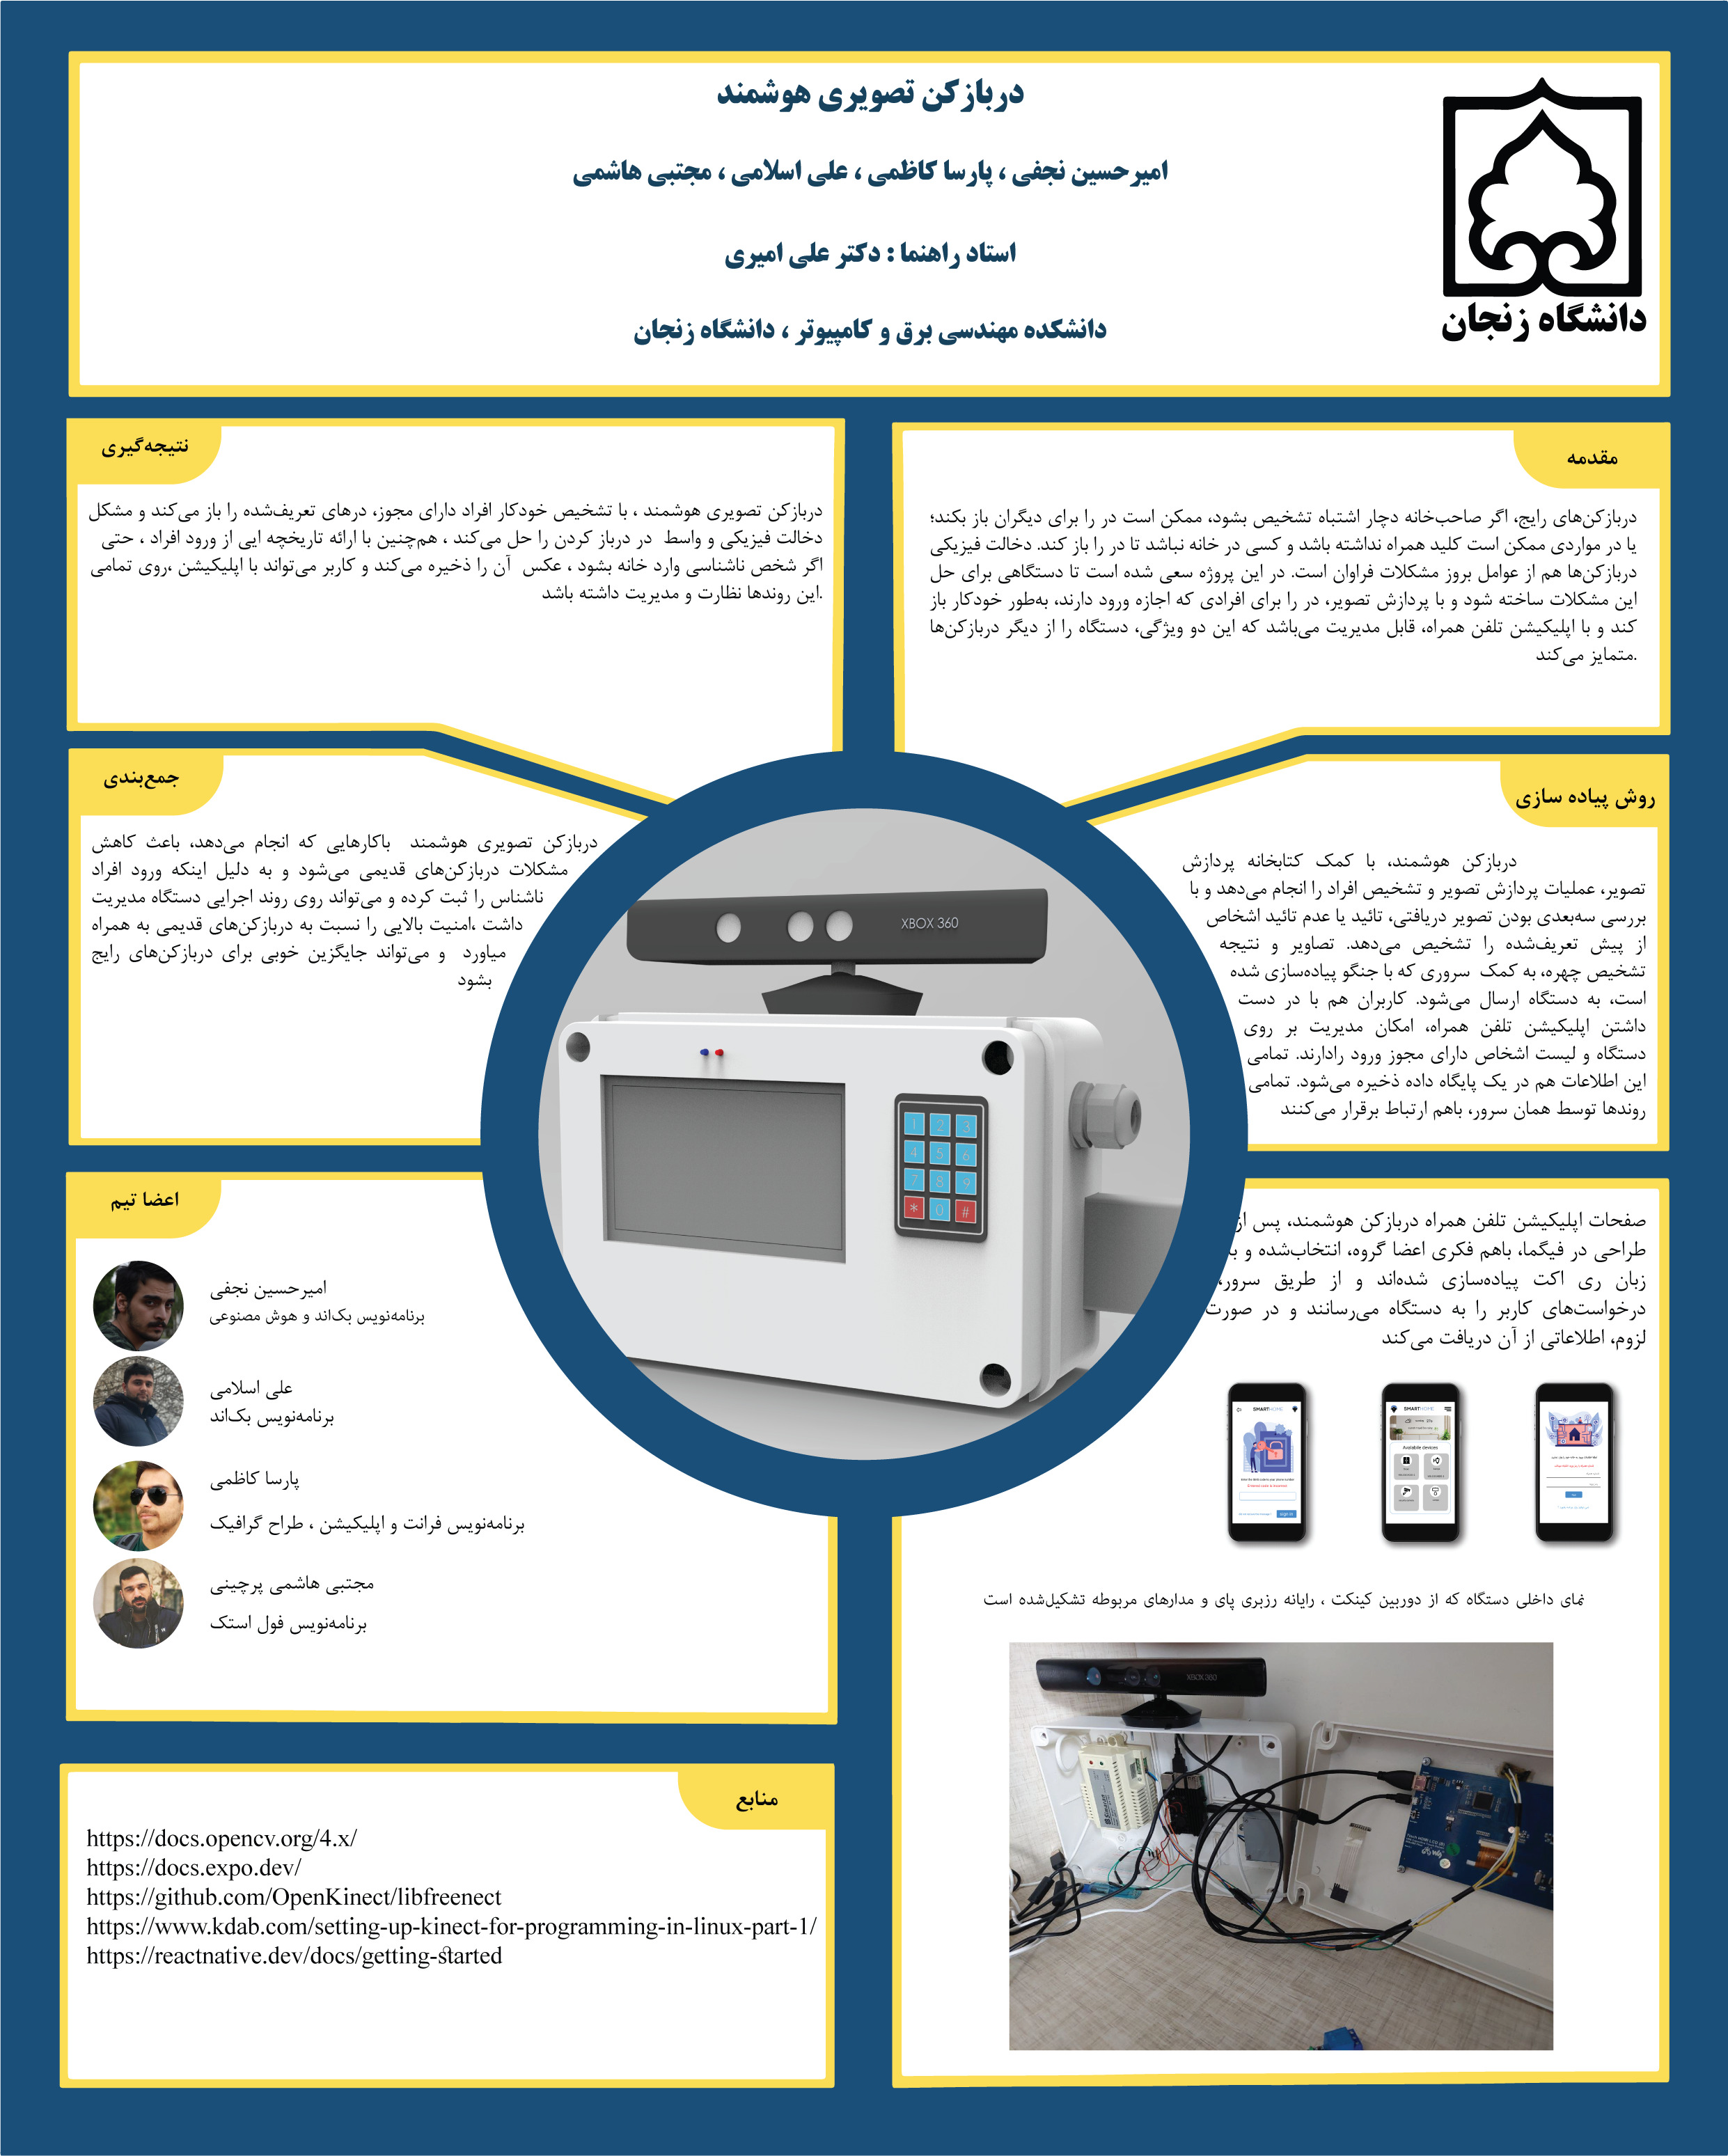 دربازکن تصویری هوشمند
امیرحسین نجفی ، پارسا کاظمی ، علی اسلامی ، مجتبی هاشمی
استاد راهنما : دکتر علی امیری
دانشکده مهندسی برق و کامپیوتر ، دانشگاه زنجان
دانشگاه زنجان
مقدمه
دربازکن‌های رایج، اگر صاحب‌خانه دچار اشتباه تشخیص بشود، ممکن است در را برای دیگران باز بکند؛
یا در مواردی ممکن است کلید همراه نداشته باشد و کسی در خانه نباشد تا در را باز کند. دخالت فیزیکی
دربازکن‌ها هم از عوامل بروز مشکلات فراوان است. در این پروژه سعی شده است تا دستگاهی برای حل
این مشکلات ساخته شود و با پردازش تصویر، در را برای افرادی که اجازه ورود دارند، به‌طور خودکار باز
کند و با اپلیکیشن تلفن همراه، قابل مدیریت می‌باشد که این دو ویژگی، دستگاه را از دیگر دربازکن‌ها
متمایز می‌کند.
روش پیاده سازی
دربازکن هوشمند، با کمک کتابخانه پردازش
تصویر، عملیات پردازش تصویر و تشخیص افراد را انجام می‌دهد و با
بررسی سه‌بعدی بودن تصویر دریافتی، تائید یا عدم تائید اشخاص
از پیش تعریف‌شده را تشخیص می‌دهد. تصاویر و نتیجه
تشخیص چهره، به کمک سروری که با جنگو پیاده‌سازی شده
است، به دستگاه ارسال می‌شود. کاربران هم با در دست
داشتن اپلیکیشن تلفن همراه، امکان مدیریت بر روی
دستگاه و لیست اشخاص دارای مجوز ورود رادارند. تمامی
این اطلاعات هم در یک پایگاه داده ذخیره می‌شود. تمامی
روندها توسط همان سرور، باهم ارتباط برقرار می‌کنند
صفحات اپلیکیشن تلفن همراه دربازکن هوشمند، پس از
طراحی در فیگما، باهم فکری اعضا گروه، انتخاب‌شده و با
زبان ری اکت پیاده‌سازی شده‌اند و از طریق سرور،
درخواست‌های کاربر را به دستگاه می‌رسانند و در صورت
لزوم، اطلاعاتی از آن دریافت می‌کند
SMARTHOME
SMARTHOME
Available devices
نمای داخلی دستگاه که از دوربین کینکت ، رایانه رزبری پای و مدارهای مربوطه تشکیل‌شده است
XBOX 360
نتیجه‌گیری
دربازکن تصویری هوشمند ، با تشخیص خودکار افراد دارای مجوز، درهای تعریف‌شده را باز می‌کند و مشکل
دخالت فیزیکی و واسط در درباز کردن را حل می‌کند ، هم‌چنین با ارائه تاریخچه ایی از ورود افراد ، حتی
اگر شخص ناشناسی وارد خانه بشود ، عکس آن را ذخیره می‌کند و کاربر می‌تواند با اپلیکیشن ،روی تمامی
این روندها نظارت و مدیریت داشته باشد.
جمع‌بندی
دربازکن تصویری هوشمند باکارهایی که انجام می‌دهد، باعث کاهش
مشکلات دربازکن‌های قدیمی می‌شود و به دلیل اینکه ورود افراد
ناشناس را ثبت کرده و می‌تواند روی روند اجرایی دستگاه مدیریت
داشت ،امنیت بالایی را نسبت به دربازکن‌های قدیمی به همراه
میاورد و می‌تواند جایگزین خوبی برای دربازکن‌های رایج
بشود
XBOX 360
1 2 3
4 5 6
7 8 9
* 0 #
اعضا تیم
امیرحسین نجفی
برنامه‌نویس بک‌اند و هوش مصنوعی
علی اسلامی
برنامه‌نویس بک‌اند
پارسا کاظمی
برنامه‌نویس فرانت و اپلیکیشن ، طراح گرافیک
مجتبی هاشمی پرچینی
برنامه‌نویس فول استک
منابع
https://docs.opencv.org/4.x/
https://docs.expo.dev/
https://github.com/OpenKinect/libfreenect
https://www.kdab.com/setting-up-kinect-for-programming-in-linux-part-1/
https://reactnative.dev/docs/getting-started